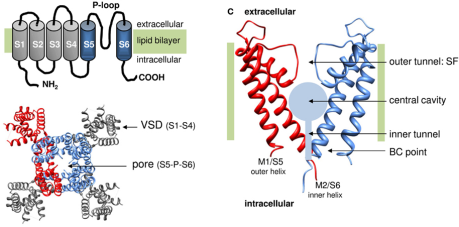 P-loop
extracellular
S1 S2 S3 S4 S5 S6
lipid bilayer
intracellular
NH2
COOH
VSD (S1-S4)
pore (S5-P-S6)
C
extracellular
outer tunnel: SF
central cavity
inner tunnel
BC point
M1/S5
outer helix
M2/S6
inner helix
intracellular